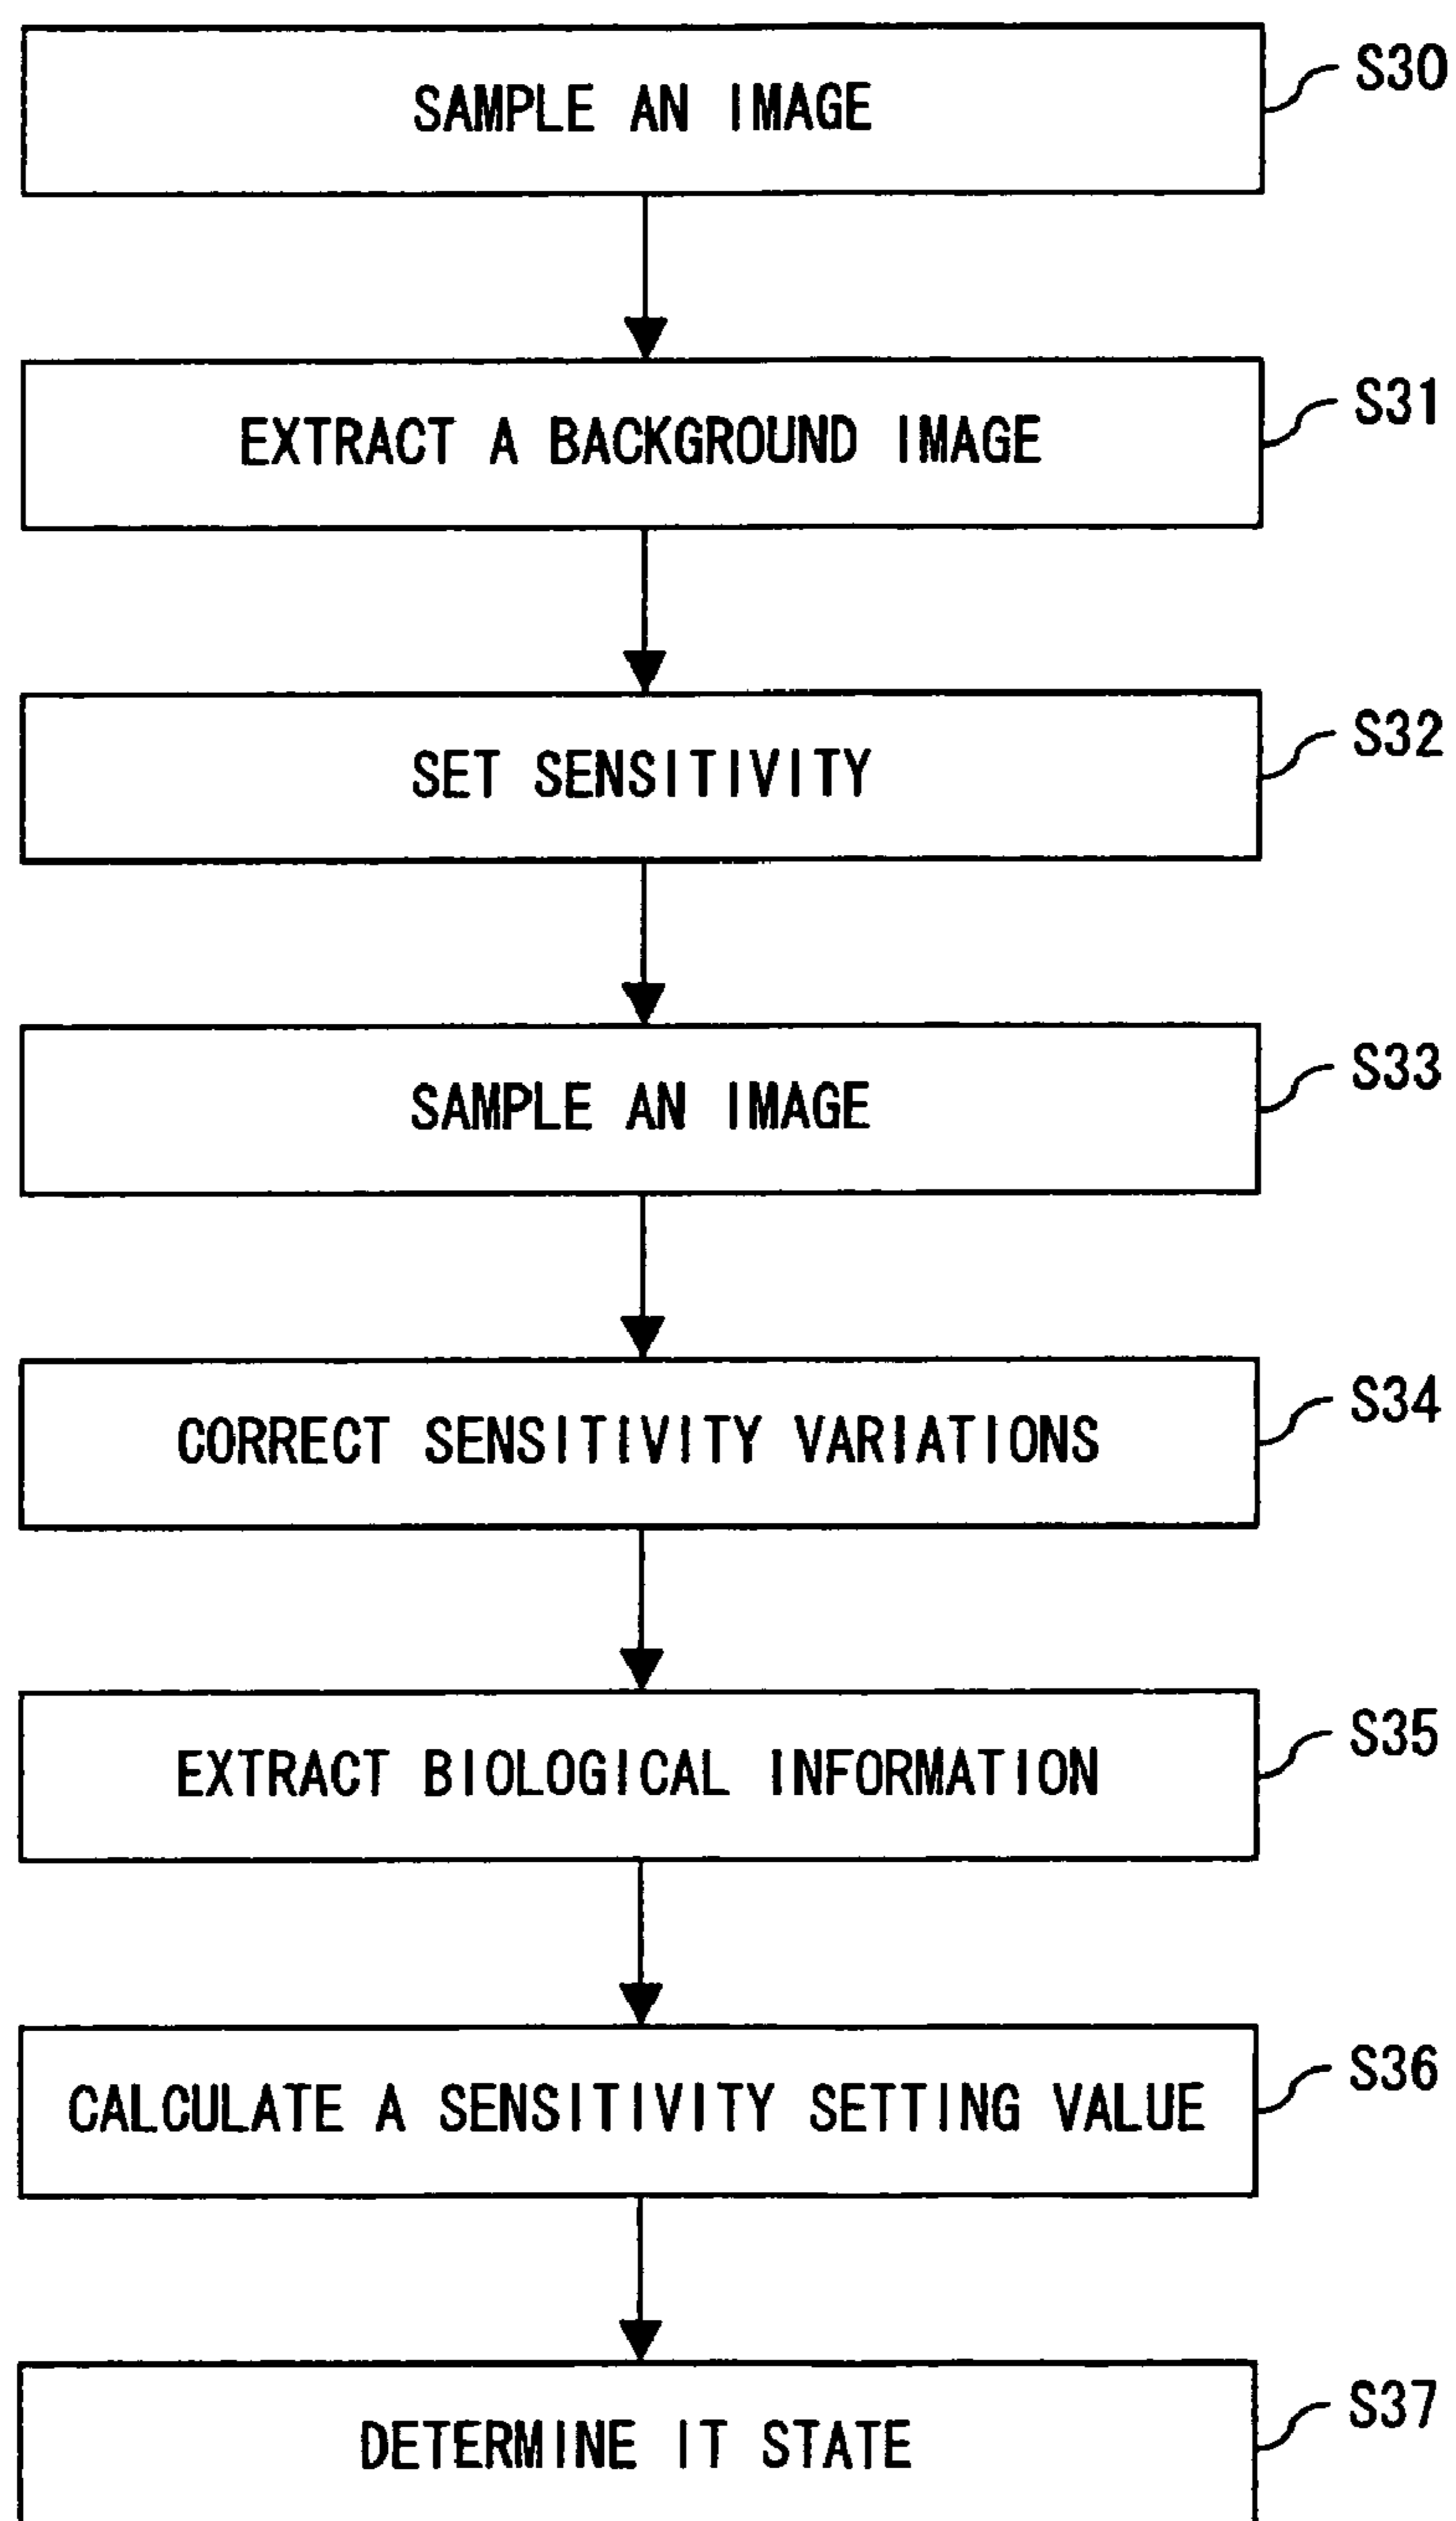 SAMPLE AN IMAGE S30
EXTRACT A BACKGROUND IMAGE S31
SET SENSITIVITY S32
SAMPLE AN IMAGE S33
CORRECT SENSITIVITY VARIATIONS S34
EXTRACT BIOLOGICAL INFORMATION S35
CALCULATE A SENSITIVITY SETTING VALUE S36
DETERMINE IT STATE S37